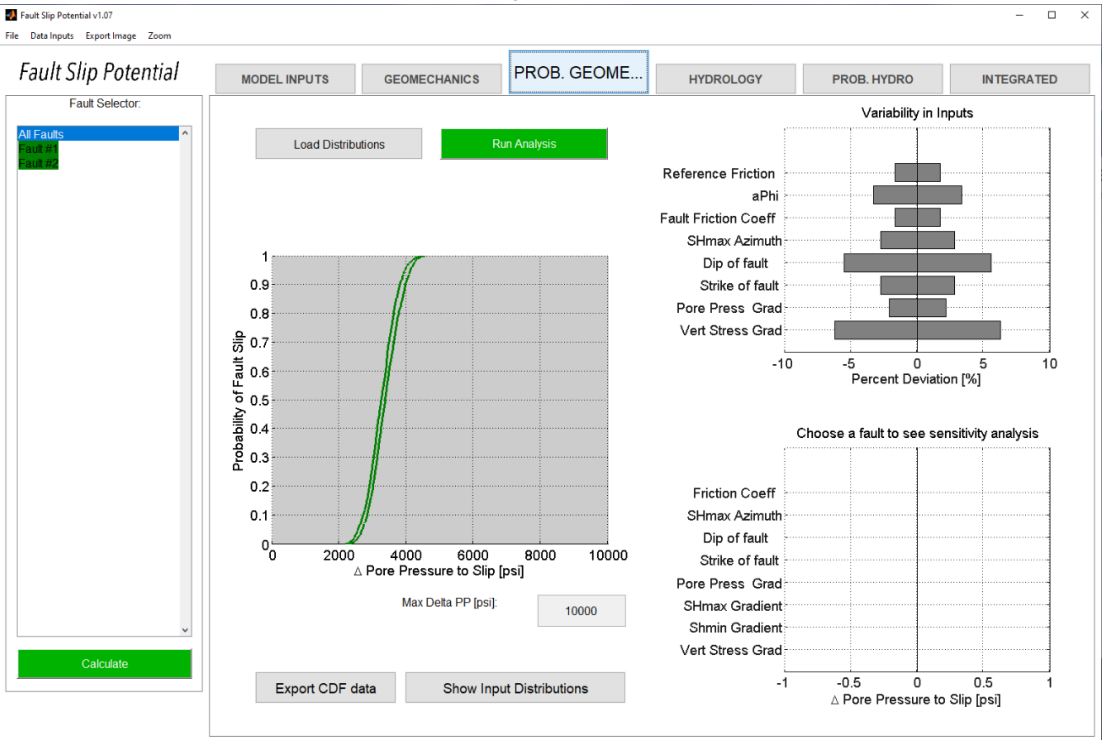 Fault Slip Potential v1.07
File Data Inputs Export Image Zoom
Fault Slip Potential
MODEL INPUTS
GEOMECHANICS
PROB. GEOME...
HYDROLOGY
PROB. HYDRO
INTEGRATED
Fault Selector:
All Faults
Fault #1
Fault #2
Calculate
Load Distributions
Run Analysis
1
0.9
0.8
0.7
0.6
0.5
0.4
0.3
0.2
0.1
0
Probability of Fault Slip
0 2000 4000 6000 8000 10000
Δ Pore Pressure to Slip [psi]
Max Delta PP [psi]:
10000
Export CDF data
Show Input Distributions
Variability in Inputs
Reference Friction
aPhi
Fault Friction Coeff
SHmax Azimuth
Dip of fault
Strike of fault
Pore Press Grad
Vert Stress Grad
-10 -5 0 5 10
Percent Deviation [%]
Choose a fault to see sensitivity analysis
Friction Coeff
SHmax Azimuth
Dip of fault
Strike of fault
Pore Press Grad
SHmax Gradient
Shmin Gradient
Vert Stress Grad
-1 -0.5 0 0.5 1
Δ Pore Pressure to Slip [psi]